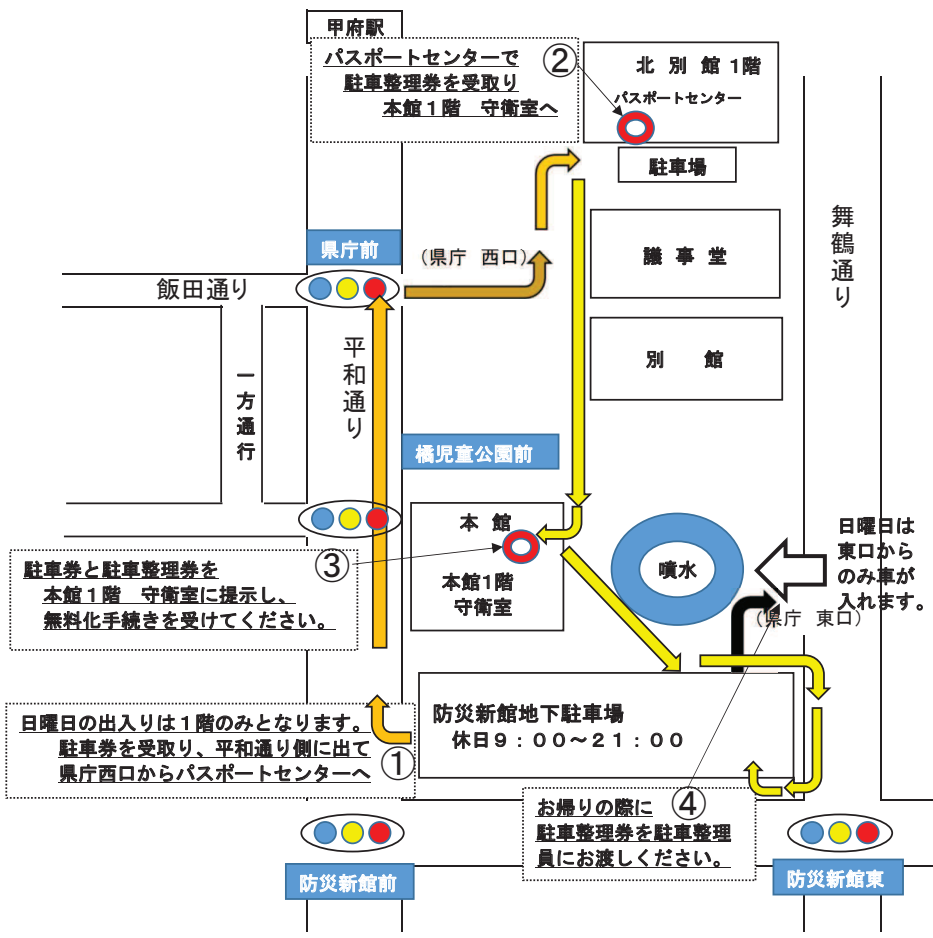 甲府駅
パスポートセンターで
駐車整理券を受取り
本館１階　守衛室へ
②
北 別 館 1階
パスポートセンター
駐車場
舞鶴通り
県庁前
（県庁 西口）
議 事 堂
飯田通り
平和通り
別　館
一方通行
橘児童公園前
本 館
噴水
日曜日は
東口から
のみ車が
入れます。
③
駐車券と駐車整理券を
本館１階　守衛室に提示し、
無料化手続きを受けてください。
本館1階
守衛室
（県庁 東口）
日曜日の出入りは１階のみとなります。
駐車券を受取り、平和通り側に出て
県庁西口からパスポートセンターへ
①
防災新館地下駐車場
休日９：００～２１：００
④
お帰りの際に
駐車整理券を駐車整理
員にお渡しください。
防災新館前
防災新館東